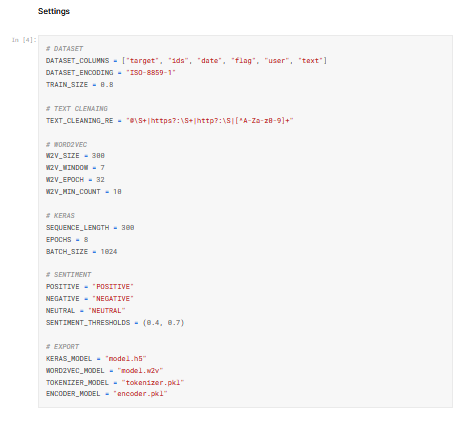 Settings
In [4]:
# DATASET
DATASET_COLUMNS = ["target", "ids", "date", "flag", "user", "text"]
DATASET_ENCODING = "ISO-8859-1"
TRAIN_SIZE = 0.8
# TEXT CLENAING
TEXT_CLEANING_RE = "@\S+|https?:\S+|http?:\S|[^A-Za-z0-9]+"
# WORD2VEC
W2V_SIZE = 300
W2V_WINDOW = 7
W2V_EPOCH = 32
W2V_MIN_COUNT = 10
# KERAS
SEQUENCE_LENGTH = 300
EPOCHS = 8
BATCH_SIZE = 1024
# SENTIMENT
POSITIVE = "POSITIVE"
NEGATIVE = "NEGATIVE"
NEUTRAL = "NEUTRAL"
SENTIMENT_THRESHOLDS = (0.4, 0.7)
# EXPORT
KERAS_MODEL = "model.h5"
WORD2VEC_MODEL = "model.w2v"
TOKENIZER_MODEL = "tokenizer.pkl"
ENCODER_MODEL = "encoder.pkl"